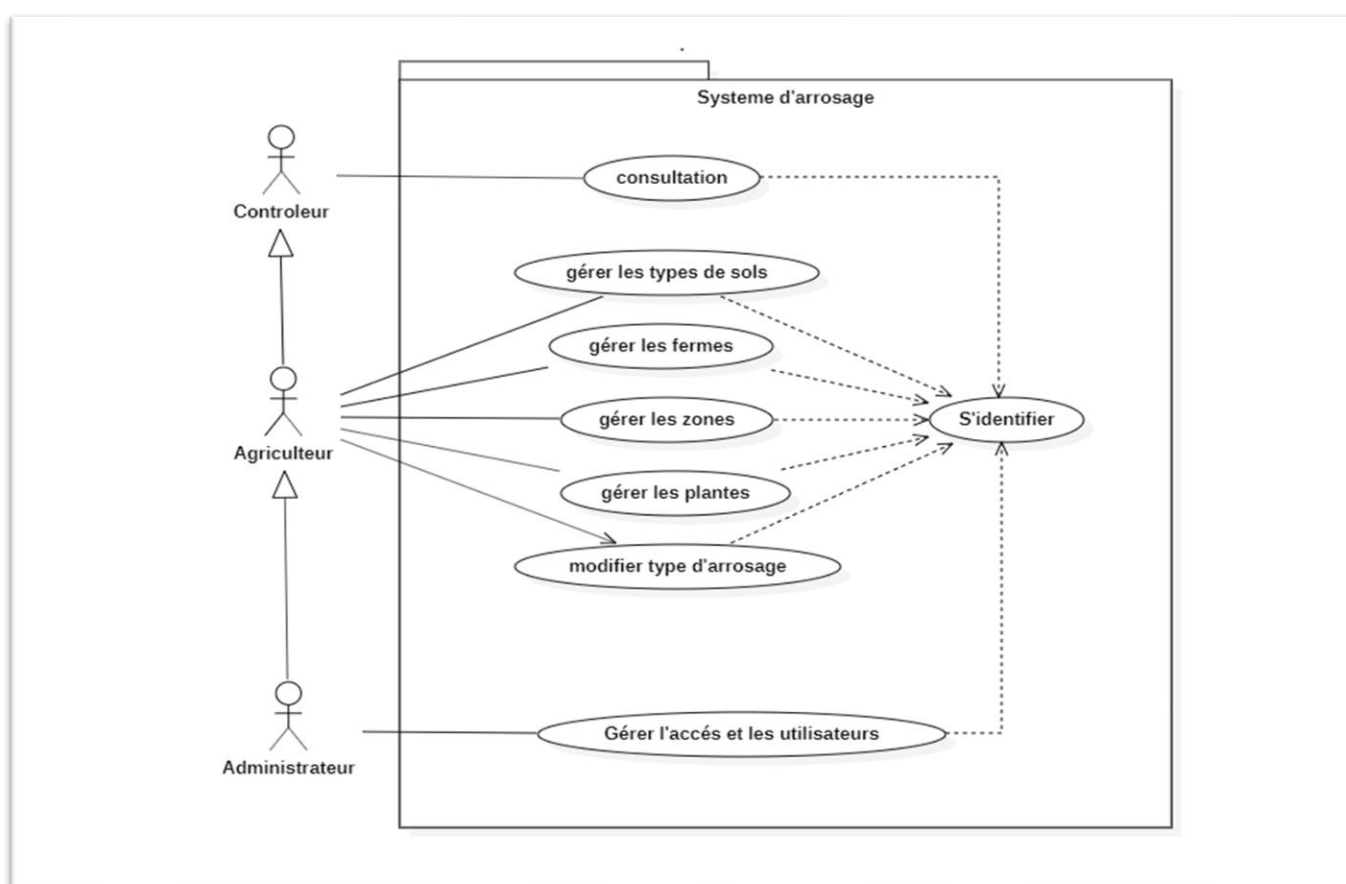 Systeme d'arrosage
consultation
Controleur
gérer les types de sols
gérer les fermes
gérer les zones
S'identifier
Agriculteur
gérer les plantes
modifier type d'arrosage
Gérer l'accés et les utilisateurs
Administrateur